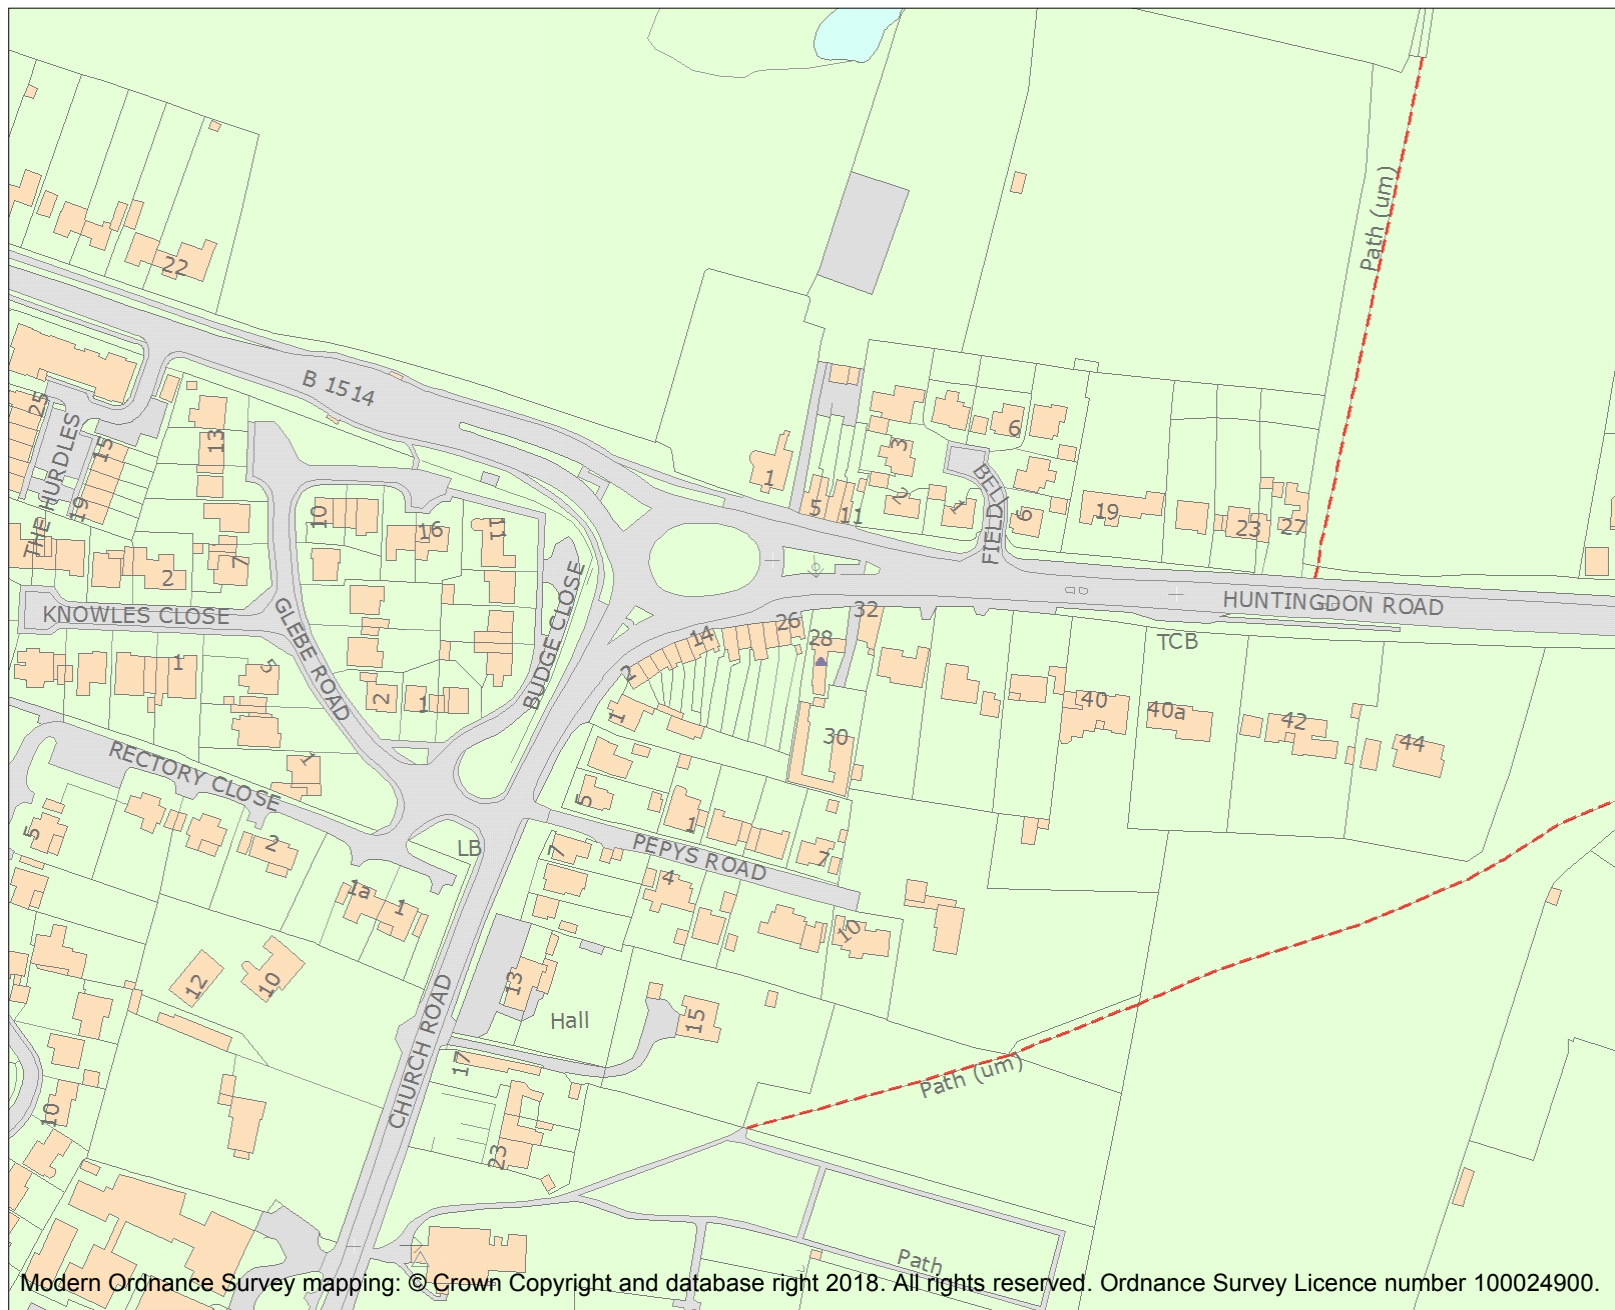 Path (um)
22
B 1514
25
THE HURDLES
15
19
13
3
6
1
5
11
2
1
BELL
FIELD
9
19
23
27
10
16
11
7
2
KNOWLES CLOSE
GLEBE ROAD
BUDGE CLOSE
HUNTINGDON ROAD
TCB
32
26
28
14
2
1
5
1
2
1
40
40a
42
44
30
1
RECTORY CLOSE
5
2
1a
1
LB
5
7
1
PEPYS ROAD
7
4
10
12
10
13
Hall
15
CHURCH ROAD
17
10
23
Path (um)
Path
Modern Ordnance Survey mapping: © Crown Copyright and database right 2018. All rights reserved. Ordnance Survey Licence number 100024900.